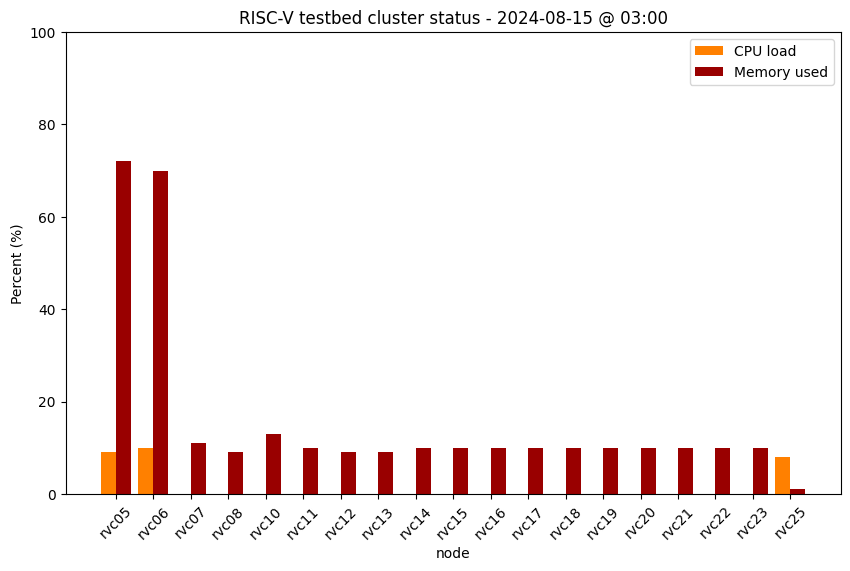 RISC-V testbed cluster status - 2024-08-15 @ 03:00
CPU load
Memory used
Percent (%)
100
80
60
40
20
0
rvc05 rvc06 rvc07 rvc08 rvc10 rvc11 rvc12 rvc13 rvc14 rvc15 rvc16 rvc17 rvc18 rvc19 rvc20 rvc21 rvc22 rvc23 rvc25
node